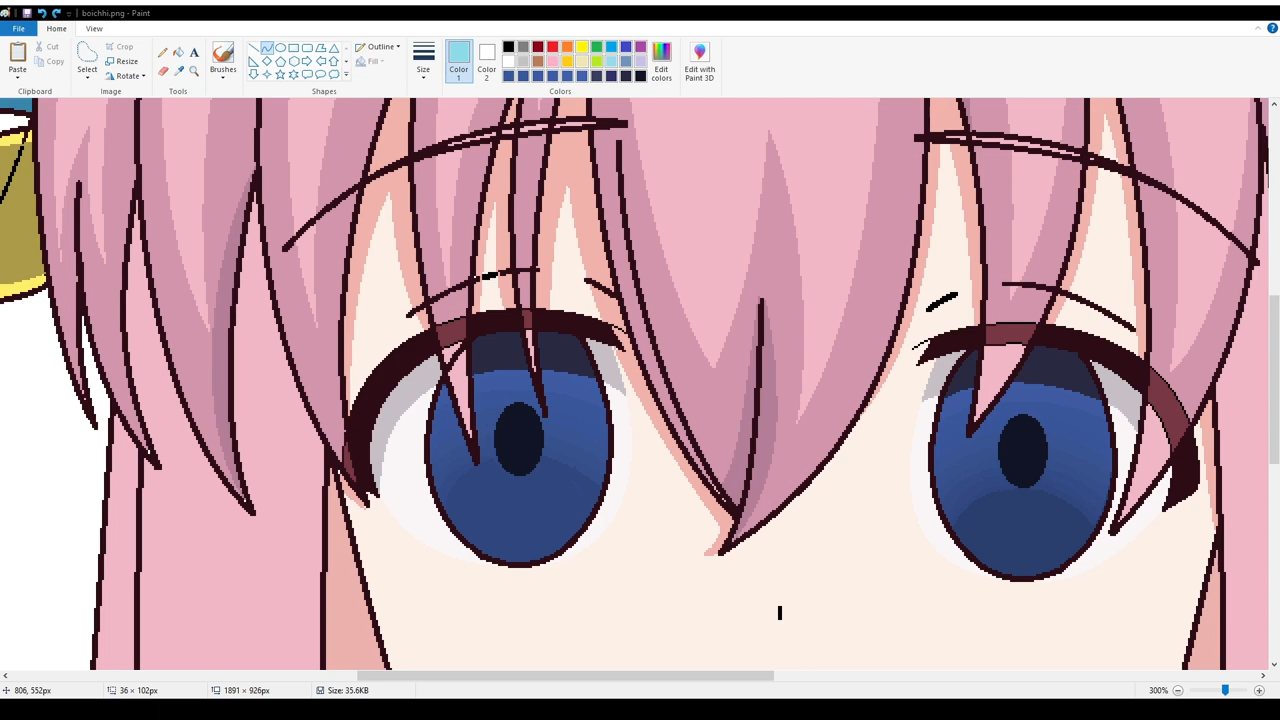 boichhi.png - Paint
File Home View
Paste Cut Copy Select Crop Resize Rotate Brushes Outline Fill Size Color 1 Color 2 Edit colors Edit with Paint 3D
Clipboard Image Tools Shapes Colors
806, 552px 36 × 102px 1891 × 926px Size: 35.6KB 300%